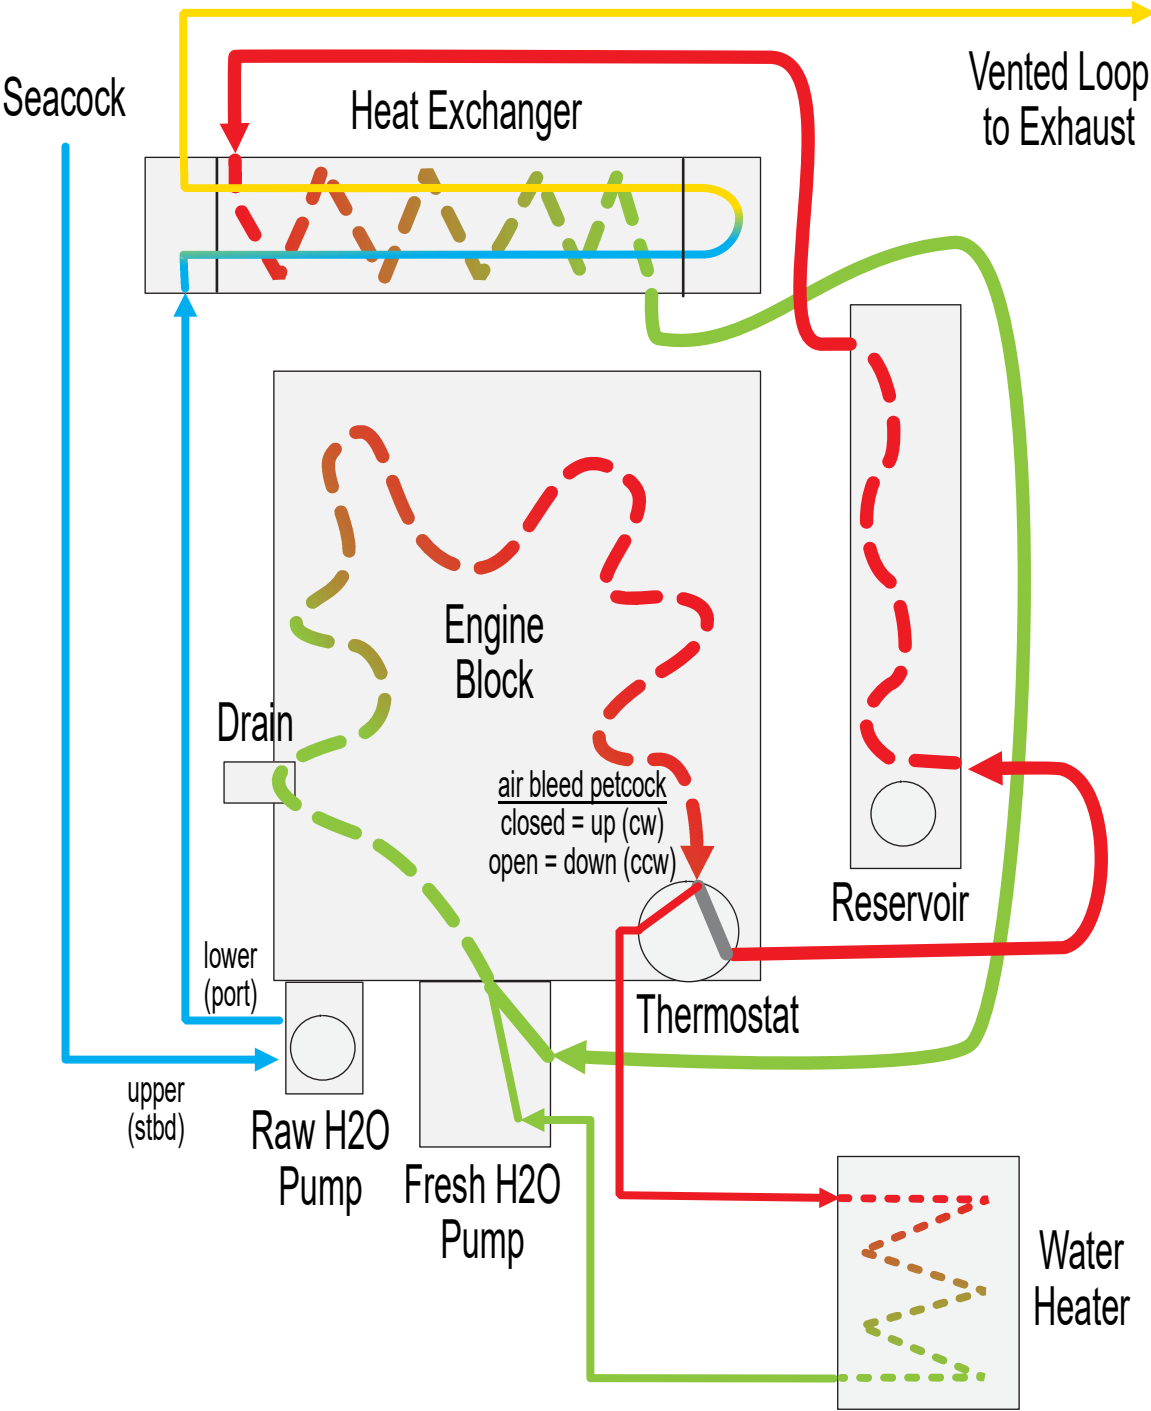 Vented Loop
to Exhaust
Seacock
Heat Exchanger
Engine
Block
Drain
air bleed petcock
closed = up (cw)
open = down (ccw)
Reservoir
lower
(port)
Thermostat
upper
(stbd)
Raw H2O
Pump
Fresh H2O
Pump
Water
Heater